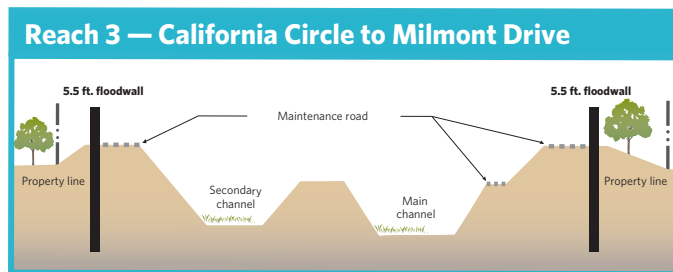 Reach 3 — California Circle to Milmont Drive
5.5 ft. floodwall
5.5 ft. floodwall
Maintenance road
Property line
Secondary
channel
Main
channel
Property line